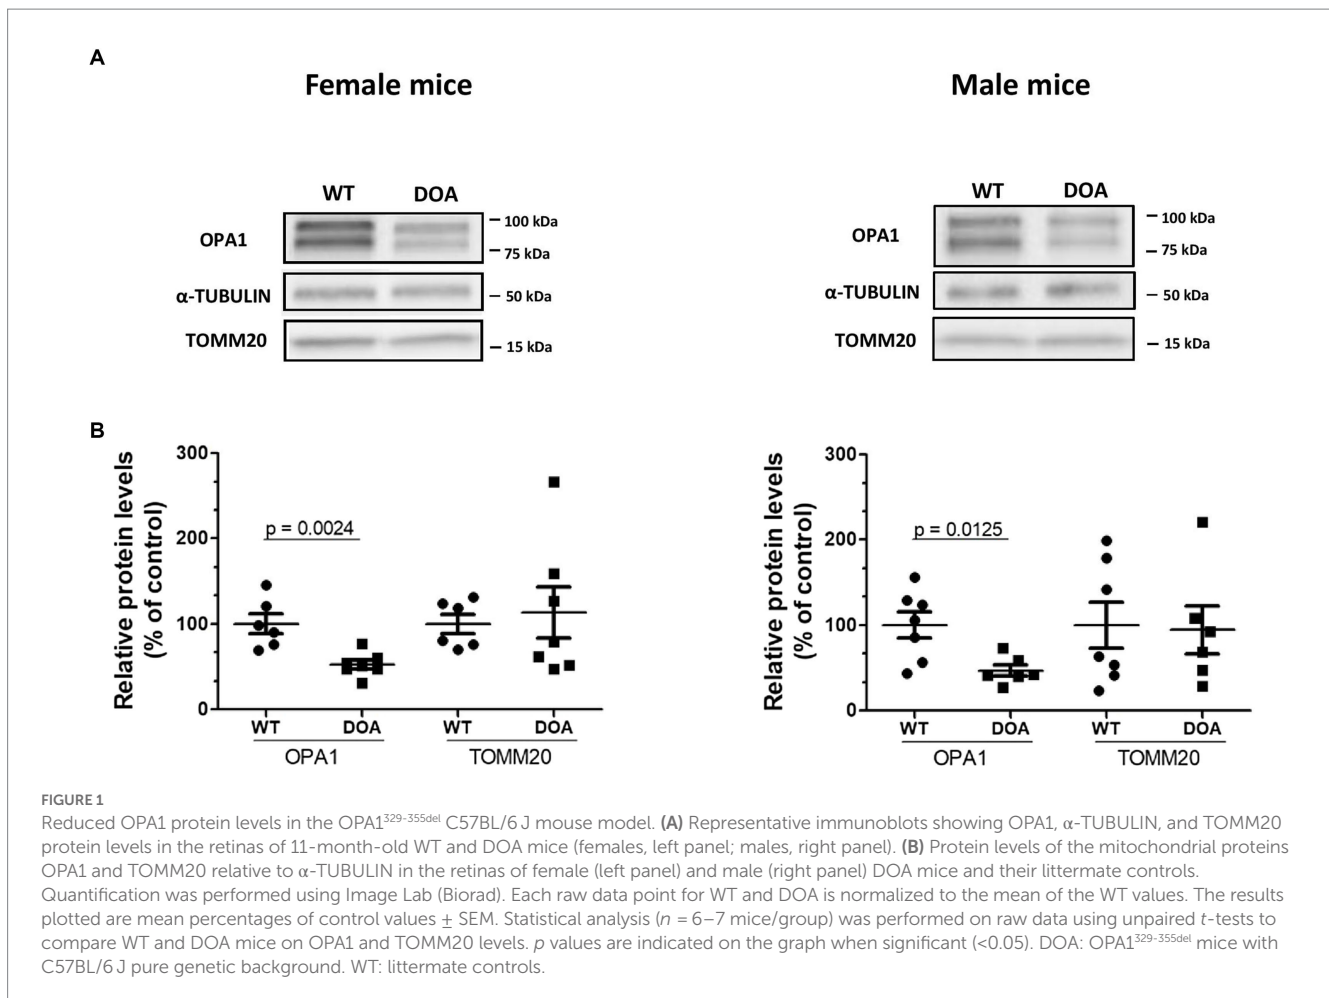 A
Female mice
WT DOA
OPA1
100 kDa
75 kDa
α-TUBULIN
50 kDa
TOMM20
15 kDa
Male mice
WT DOA
OPA1
100 kDa
75 kDa
α-TUBULIN
50 kDa
TOMM20
15 kDa
B
Relative protein levels
(% of control)
300
200
100
0
p = 0.0024
WT DOA WT DOA
OPA1 TOMM20
Relative protein levels
(% of control)
300
200
100
0
p = 0.0125
WT DOA WT DOA
OPA1 TOMM20
FIGURE 1
Reduced OPA1 protein levels in the OPA1³²⁹⁻³⁵⁵ᵈᵉˡ C57BL/6 J mouse model. (A) Representative immunoblots showing OPA1, α-TUBULIN, and TOMM20
protein levels in the retinas of 11-month-old WT and DOA mice (females, left panel; males, right panel). (B) Protein levels of the mitochondrial proteins
OPA1 and TOMM20 relative to α-TUBULIN in the retinas of female (left panel) and male (right panel) DOA mice and their littermate controls.
Quantification was performed using Image Lab (Biorad). Each raw data point for WT and DOA is normalized to the mean of the WT values. The results
plotted are mean percentages of control values ± SEM. Statistical analysis (n = 6–7 mice/group) was performed on raw data using unpaired t-tests to
compare WT and DOA mice on OPA1 and TOMM20 levels. p values are indicated on the graph when significant (<0.05). DOA: OPA1³²⁹⁻³⁵⁵ᵈᵉˡ mice with
C57BL/6 J pure genetic background. WT: littermate controls.